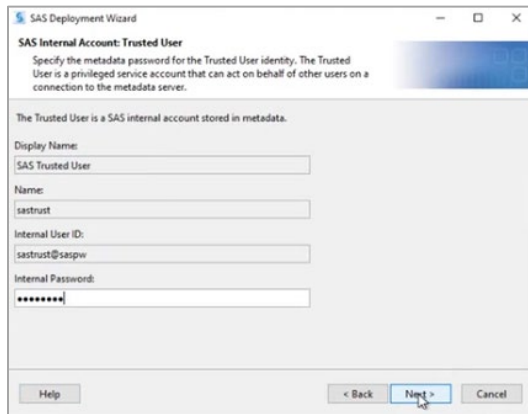 SAS Deployment Wizard
SAS Internal Account: Trusted User
Specify the metadata password for the Trusted User identity. The Trusted
User is a privileged service account that can act on behalf of other users on a
connection to the metadata server.
The Trusted User is a SAS internal account stored in metadata.
Display Name:
SAS Trusted User
Name:
sastrust
Internal User ID:
sastrust@saspw
Internal Password:
••••••••
Help
< Back
Next >
Cancel